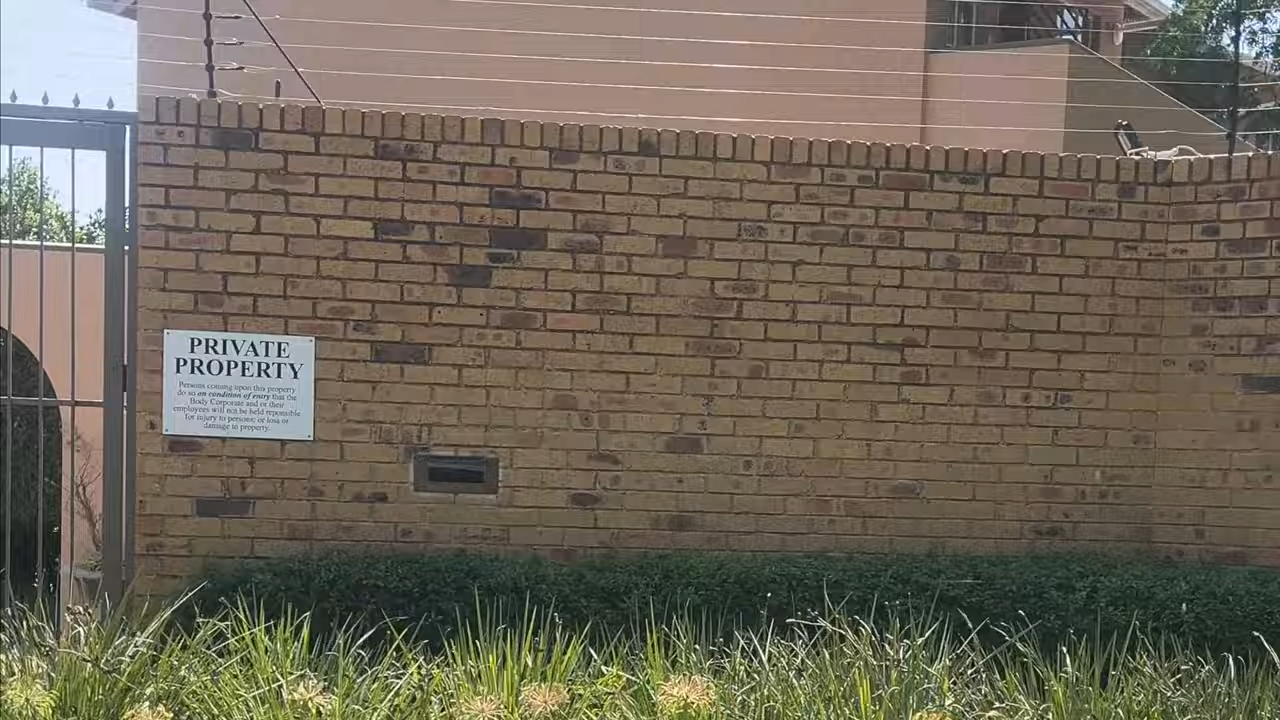 PRIVATE
PROPERTY
Persons coming upon this property
do so on condition of entry that the
Body Corporate and or their
employees will not be held reponsible
for injury to persons; or loss or
damage to property.